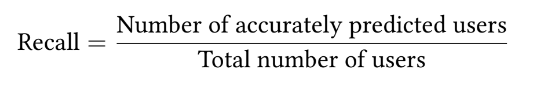 Recall = Number of accurately predicted users
Total number of users